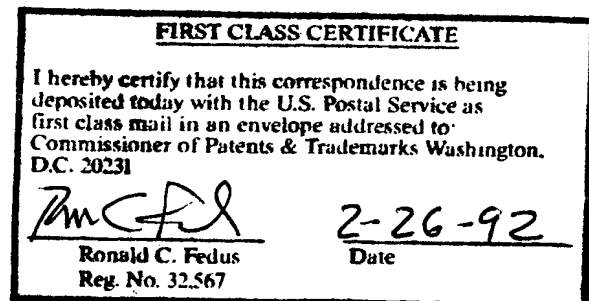 FIRST CLASS CERTIFICATE
I hereby certify that this correspondence is being
deposited today with the U.S. Postal Service as
first class mail in an envelope addressed to:
Commissioner of Patents & Trademarks Washington,
D.C. 20231
2-26-92
Ronald C. Fedus Date
Reg. No. 32,567